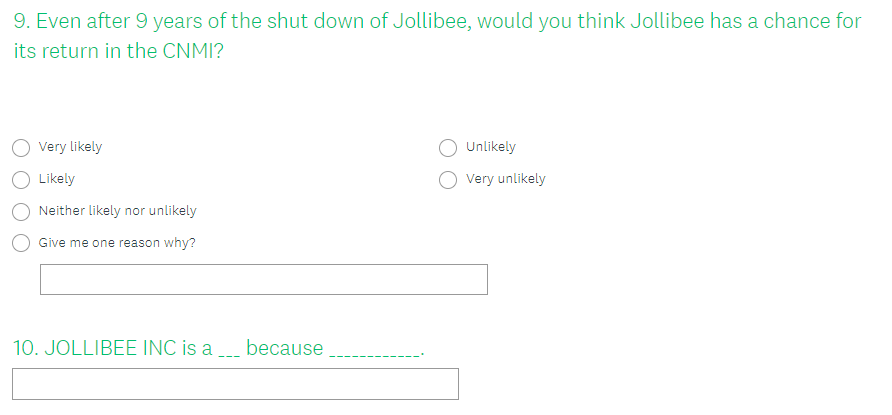 9. Even after 9 years of the shut down of Jollibee, would you think Jollibee has a chance for
its return in the CNMI?
Very likely
Likely
Neither likely nor unlikely
Give me one reason why?
Unlikely
Very unlikely
10. JOLLIBEE INC is a ___ because ____________.